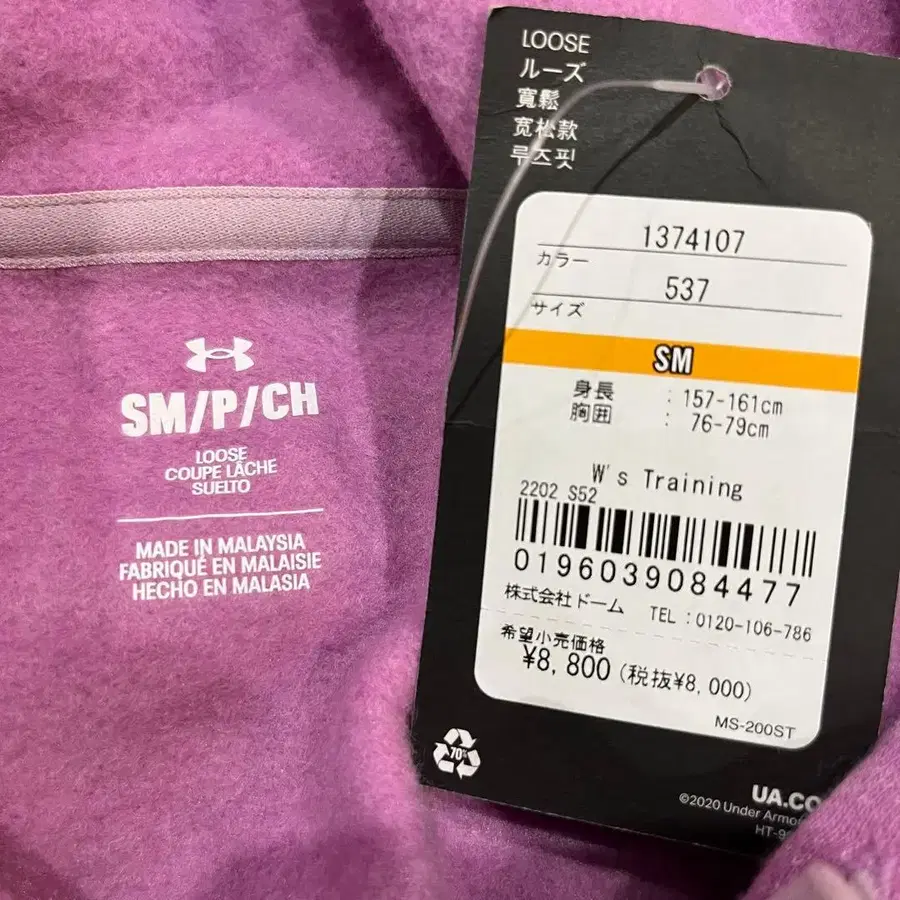 LOOSE
ルーズ
寬鬆
宽松款
루즈핏
1374107
カラー
537
サイズ
SM
身長 : 157-161cm
胸囲 : 76-79cm
W's Training
2202 S52
0196039084477
株式会社ドーム TEL:0120-106-786
希望小売価格
¥8,800 (税抜¥8,000)
MS-200ST
70%
©2020 Under
SM/P/CH
LOOSE
COUPE LÂCHE
SUELTO
MADE IN MALAYSIA
FABRIQUÉ EN MALAISIE
HECHO EN MALASIA